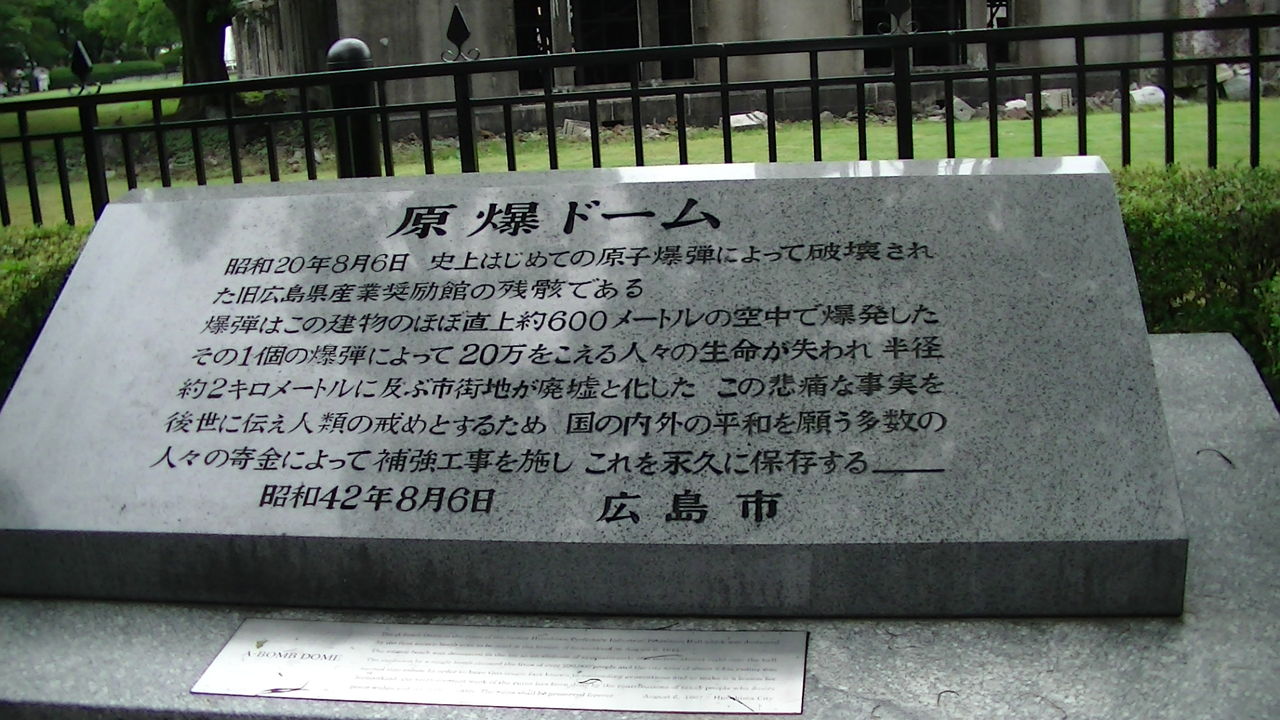 原爆ドーム
昭和20年8月6日 史上はじめての原子爆弾によって破壊され
た旧広島県産業奨励館の残骸である
爆弾はこの建物のほぼ直上約600メートルの空中で爆発した
その1個の爆弾によって20万をこえる人々の生命が失われ 半径
約2キロメートルに及ぶ市街地が廃墟と化した この悲痛な事実を
後世に伝え人類の戒めとするため 国の内外の平和を願う多数の
人々の寄金によって補強工事を施し これを永久に保存する
昭和42年8月6日 広島市
A-BOMB DOME